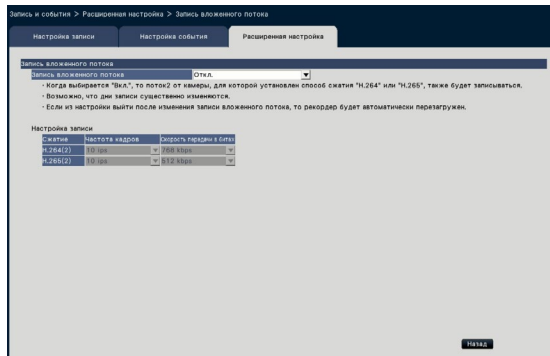 Запись и события > Расширенная настройка > Запись вложенного потока
Настройка записи
Настройка события
Расширенная настройка
Запись вложенного потока
Запись вложенного потока Откл.
· Когда выбирается "Вкл.", то поток2 от камеры, для которой установлен способ сжатия "H.264" или "H.265", также будет записываться.
· Возможно, что дни записи существенно изменяются.
· Если из настройки выйти после изменения записи вложенного потока, то рекордер будет автоматически перезагружен.
Настройка записи
Сжатие Частота кадров Скорость передачи в битах
H.264(2) 10 ips 768 kbps
H.265(2) 10 ips 512 kbps
Назад